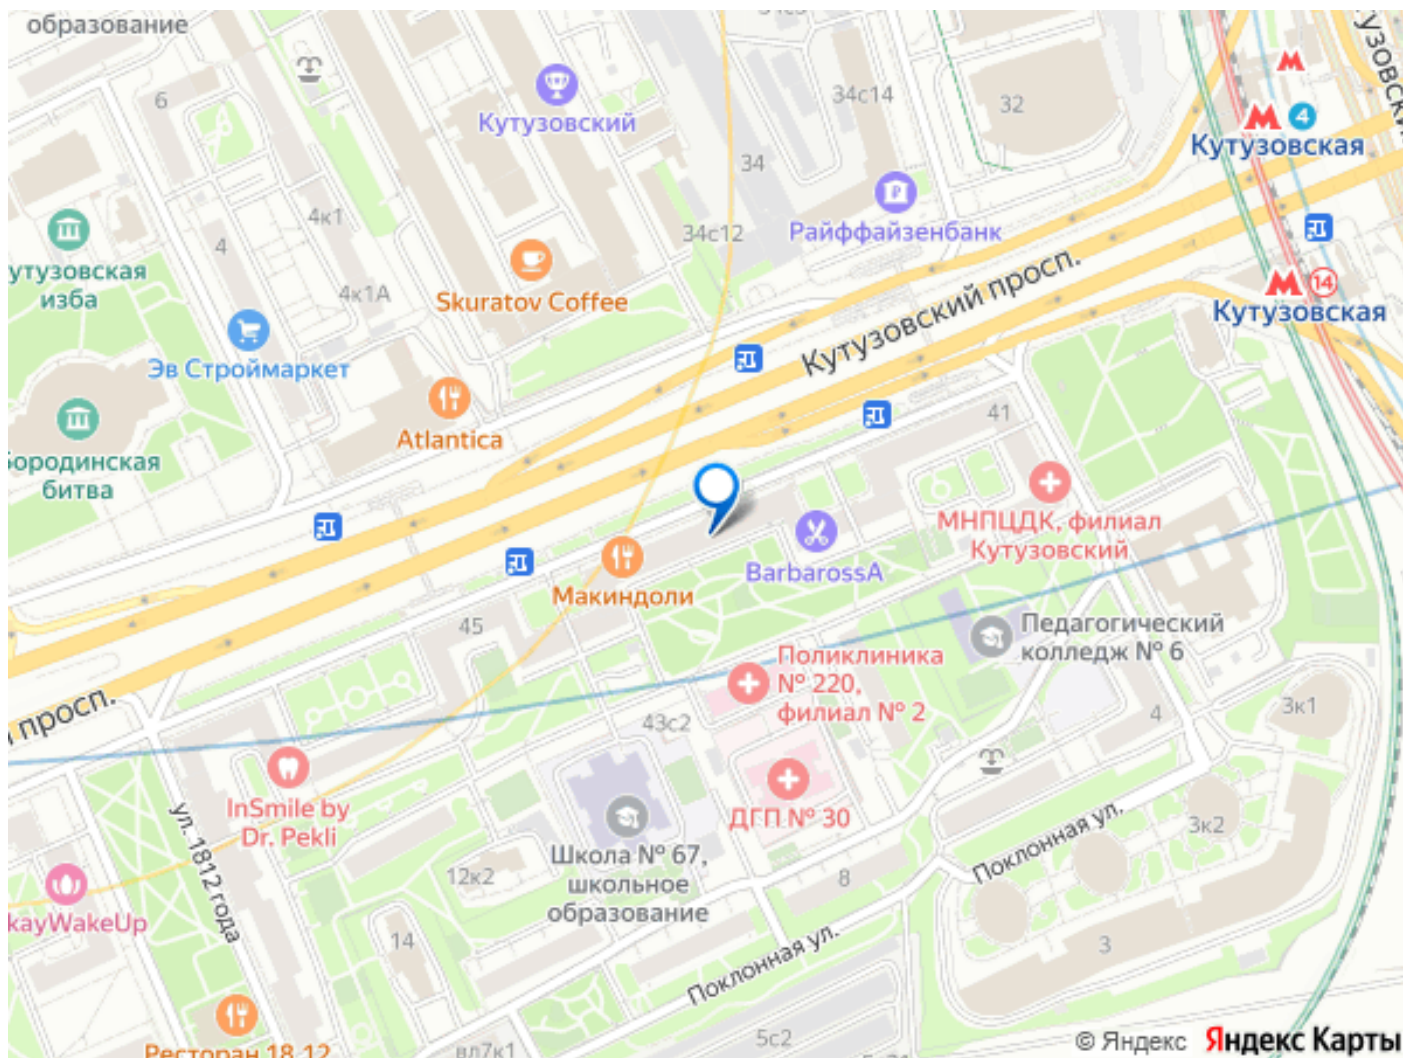 образование
6
34с14
32
Кутузовский
4
Кутузовская
34
4к1
4
34с12
Райффайзенбанк
утузовская
изба
4к1А
Skuratov Coffee
Кутузовский просп.
14
Кутузовская
Эв Строймаркет
Atlantica
41
Бородинская
битва
МНПЦДК, филиал
Кутузовский
BarbarossA
Макиндоли
45
Педагогический
колледж № 6
Поликлиника
№ 220,
филиал № 2
просп.
43с2
4
3к1
InSmile by
Dr. Pekli
ДГП № 30
ул. 1812 года
3к2
Поклонная ул.
Школа № 67,
школьное
образование
12к2
8
kayWakeUp
14
3
Поклонная ул.
Ресторан 18.12
вл7к1
5с2
© Яндекс Яндекс Карты